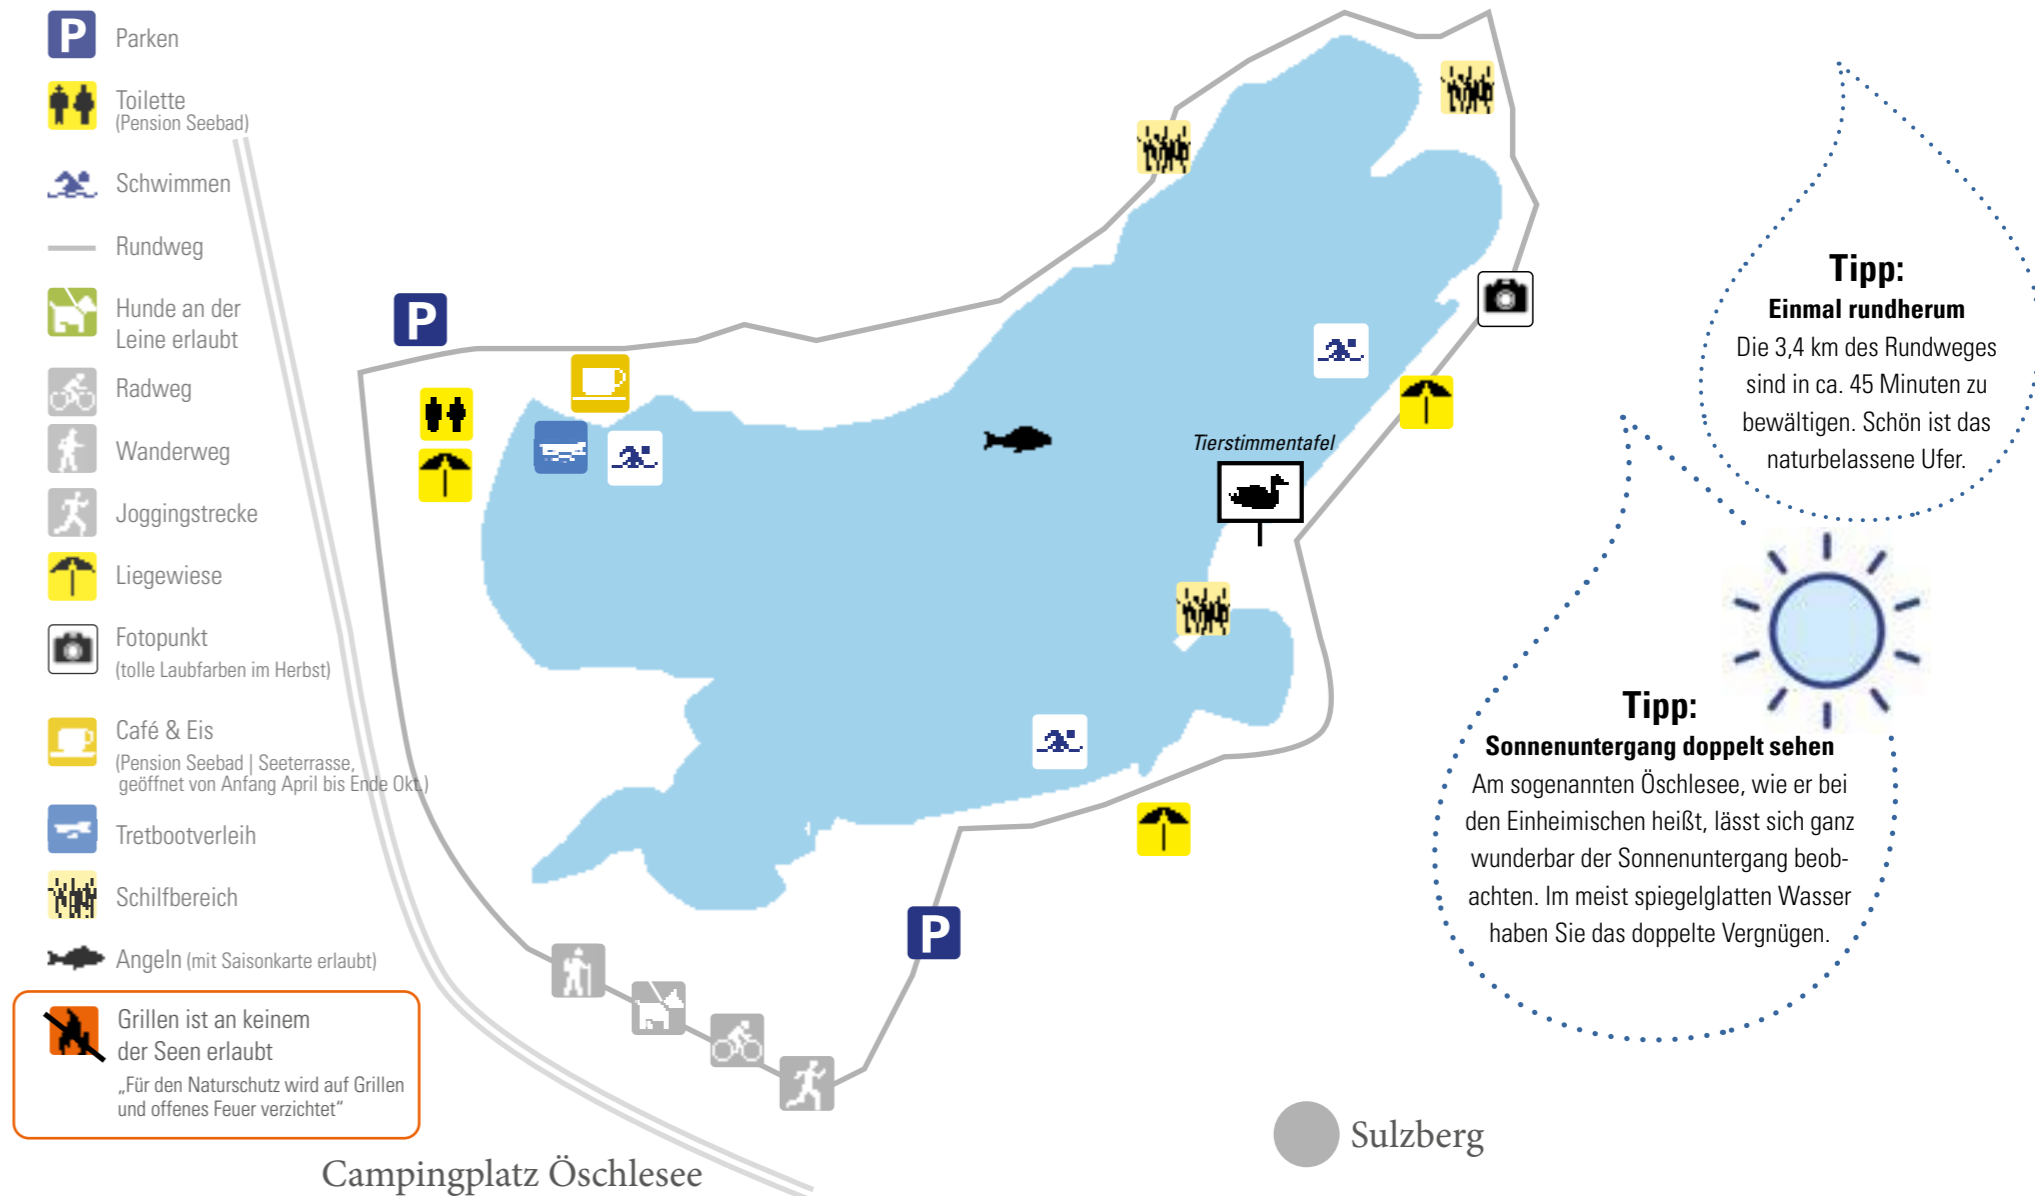 P Parken
Toilette
(Pension Seebad)
Schwimmen
Rundweg
Hunde an der
Leine erlaubt
Radweg
Wanderweg
Joggingstrecke
Liegewiese
Fotopunkt
(tolle Laubfarben im Herbst)
Café & Eis
(Pension Seebad | Seeterrasse,
geöffnet von Anfang April bis Ende Okt.)
Tretbootverleih
Schilfbereich
Angeln (mit Saisonkarte erlaubt)
Grillen ist an keinem
der Seen erlaubt
„Für den Naturschutz wird auf Grillen
und offenes Feuer verzichtet“
P
Tierstimmentafel
P
Campingplatz Öschlesee
Sulzberg
Tipp:
Einmal rundherum
Die 3,4 km des Rundweges
sind in ca. 45 Minuten zu
bewältigen. Schön ist das
naturbelassene Ufer.
Tipp:
Sonnenuntergang doppelt sehen
Am sogenannten Öschlesee, wie er bei
den Einheimischen heißt, lässt sich ganz
wunderbar der Sonnenuntergang beob-
achten. Im meist spiegelglatten Wasser
haben Sie das doppelte Vergnügen.